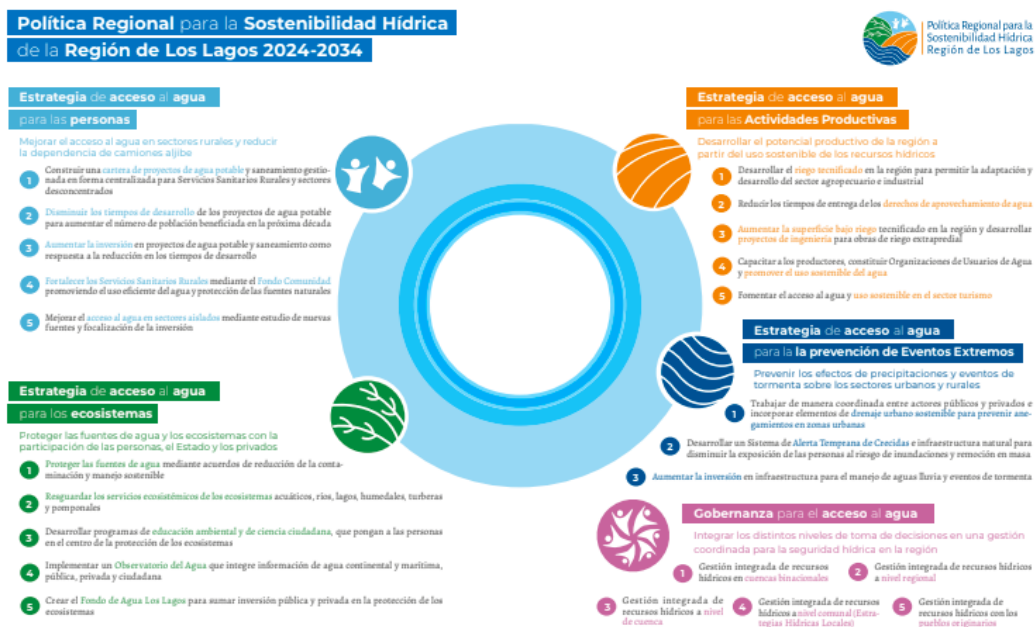 Política Regional para la Sostenibilidad Hídrica
de la Región de Los Lagos 2024-2034
Política Regional para la
Sostenibilidad Hídrica
Región de Los Lagos
Estrategia de acceso al agua
para las personas
Mejorar el acceso al agua en sectores rurales y reducir
la dependencia de camiones aljibe
1 Construir una cartera de proyectos de agua potable y saneamiento gestio-
nada en forma centralizada para Servicios Sanitarios Rurales y sectores
desconcentrados
2 Disminuir los tiempos de desarrollo de los proyectos de agua potable
para aumentar el número de población beneficiada en la próxima década
3 Aumentar la inversión en proyectos de agua potable y saneamiento como
respuesta a la reducción en los tiempos de desarrollo
4 Fortalecer los Servicios Sanitarios Rurales mediante el Fondo Comunidad
promoviendo el uso eficiente del agua y protección de las fuentes naturales
5 Mejorar el acceso al agua en sectores aislados mediante estudio de nuevas
fuentes y focalización de la inversión
Estrategia de acceso al agua
para los ecosistemas
Proteger las fuentes de agua y los ecosistemas con la
participación de las personas, el Estado y los privados
1 Proteger las fuentes de agua mediante acuerdos de reducción de la conta-
minación y manejo sostenible
2 Resguardar los servicios ecosistémicos de los ecosistemas acuáticos, ríos, lagos, humedales, turberas
y pomponales
3 Desarrollar programas de educación ambiental y de ciencia ciudadana, que pongan a las personas
en el centro de la protección de los ecosistemas
4 Implementar un Observatorio del Agua que integre información de agua continental y marítima,
pública, privada y ciudadana
5 Crear el Fondo de Agua Los Lagos para sumar inversión pública y privada en la protección de los
ecosistemas
Estrategia de acceso al agua
para las Actividades Productivas
Desarrollar el potencial productivo de la región a
partir del uso sostenible de los recursos hídricos
1 Desarrollar el riego tecnificado en la región para permitir la adaptación y
desarrollo del sector agropecuario e industrial
2 Reducir los tiempos de entrega de los derechos de aprovechamiento de agua
3 Aumentar la superficie bajo riego tecnificado en la región y desarrollar
proyectos de ingeniería para obras de riego extrapredial
4 Capacitar a los productores, constituir Organizaciones de Usuarios de Agua
y promover el uso sostenible del agua
5 Fomentar el acceso al agua y uso sostenible en el sector turismo
Estrategia de acceso al agua
para la la prevención de Eventos Extremos
Prevenir los efectos de precipitaciones y eventos de
tormenta sobre los sectores urbanos y rurales
1 Trabajar de manera coordinada entre actores públicos y privados e
incorporar elementos de drenaje urbano sostenible para prevenir ane-
gamientos en zonas urbanas
2 Desarrollar un Sistema de Alerta Temprana de Crecidas e infraestructura natural para
disminuir la exposición de las personas al riesgo de inundaciones y remoción en masa
3 Aumentar la inversión en infraestructura para el manejo de aguas lluvia y eventos de tormenta
Gobernanza para el acceso al agua
Integrar los distintos niveles de toma de decisiones en una gestión
coordinada para la seguridad hídrica en la región
1 Gestión integrada de recursos
hídricos en cuencas binacionales
2 Gestión integrada de recursos hídricos
a nivel regional
3 Gestión integrada de
recursos hídricos a nivel
de cuenca
4 Gestión integrada de recursos
hídricos a nivel comunal (Estra-
tegias Hídricas Locales)
5 Gestión integrada de
recursos hídricos con los
pueblos originarios